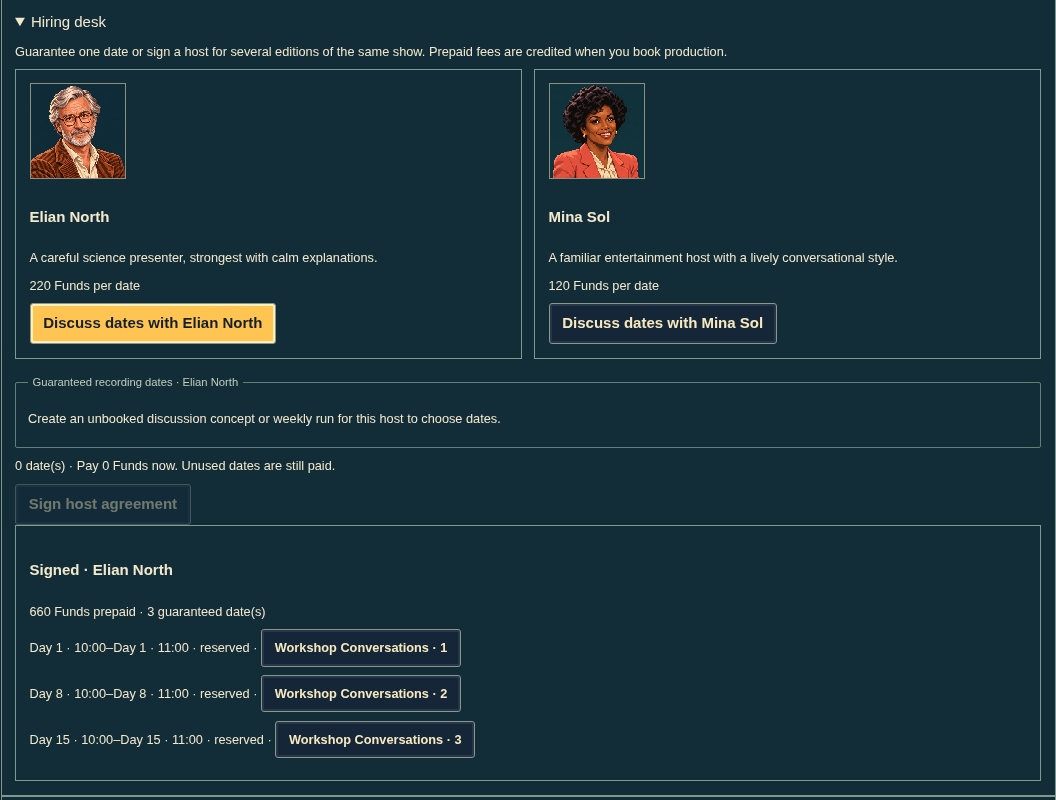 ▼ Hiring desk
Guarantee one date or sign a host for several editions of the same show. Prepaid fees are credited when you book production.
Elian North
A careful science presenter, strongest with calm explanations.
220 Funds per date
Discuss dates with Elian North
Mina Sol
A familiar entertainment host with a lively conversational style.
120 Funds per date
Discuss dates with Mina Sol
Guaranteed recording dates · Elian North
Create an unbooked discussion concept or weekly run for this host to choose dates.
0 date(s) · Pay 0 Funds now. Unused dates are still paid.
Sign host agreement
Signed · Elian North
660 Funds prepaid · 3 guaranteed date(s)
Day 1 · 10:00–Day 1 · 11:00 · reserved · Workshop Conversations · 1
Day 8 · 10:00–Day 8 · 11:00 · reserved · Workshop Conversations · 2
Day 15 · 10:00–Day 15 · 11:00 · reserved · Workshop Conversations · 3